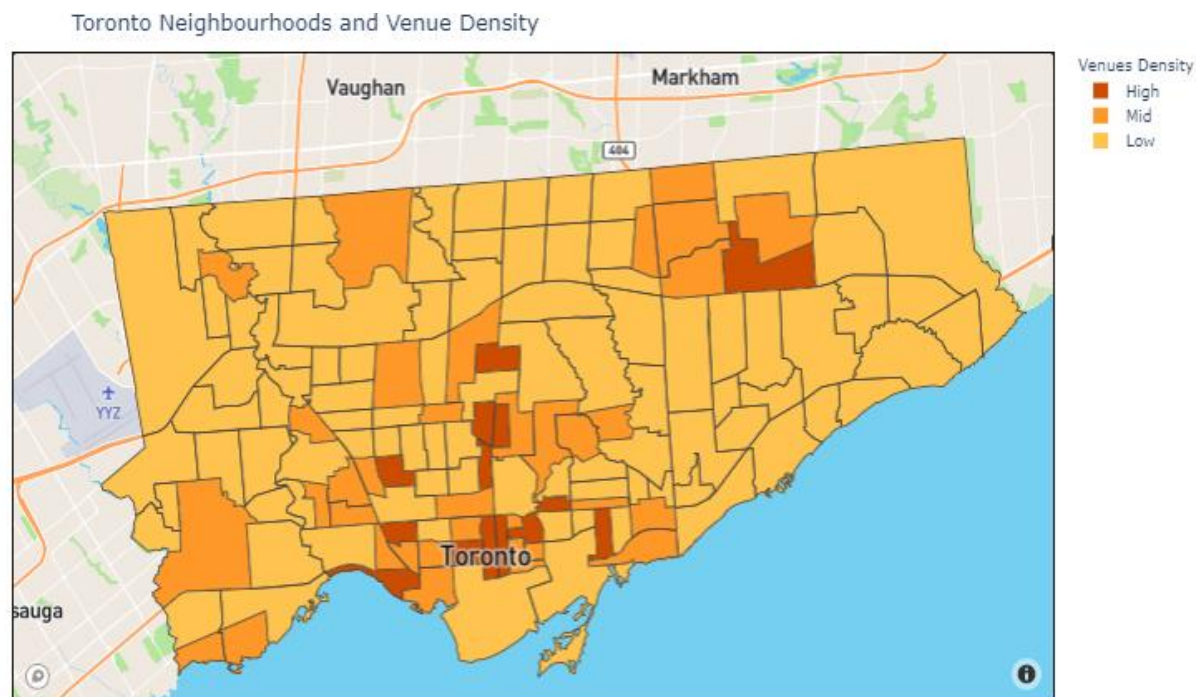 Toronto Neighbourhoods and Venue Density
Venues Density
High
Mid
Low
Vaughan
Markham
404
YYZ
Toronto
sauga